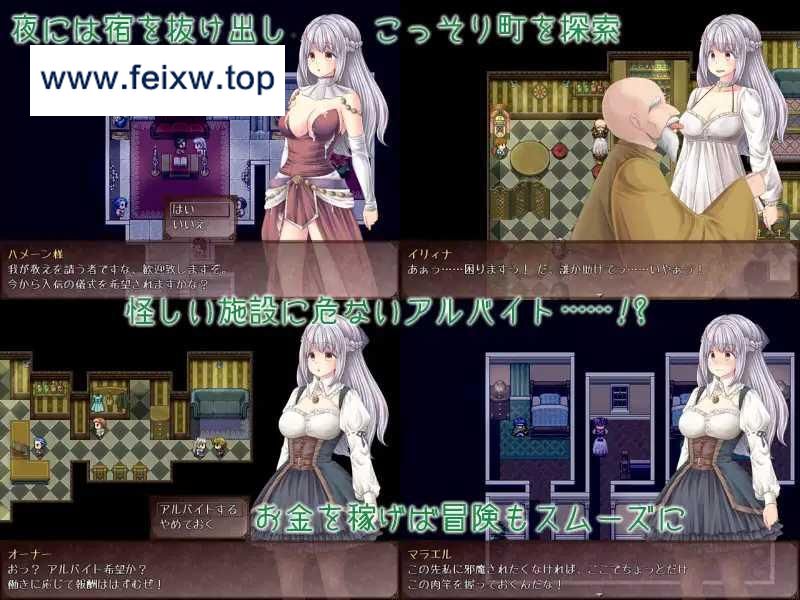 夜には宿を抜け出し
こっそり町を探索
www.feixw.top
はい
いいえ
ハメーン様
我が教えを請う者ですな、歓迎致しますぞ。
今から入信の儀式を希望されますかな？
イリィナ
あぁっ……困りますっ！ だ、誰か助けてっ……いやぁっ！
怪しい施設に危ないアルバイト……!?
アルバイトする
やめておく
お金を稼げば冒険もスムーズに
オーナー
おっ？ アルバイト希望か？
働きに応じて報酬ははずむぜ！
マラエル
この先私に邪魔されたくなければ、ここでちょっとだけ
この肉竿を握っておくんだな！